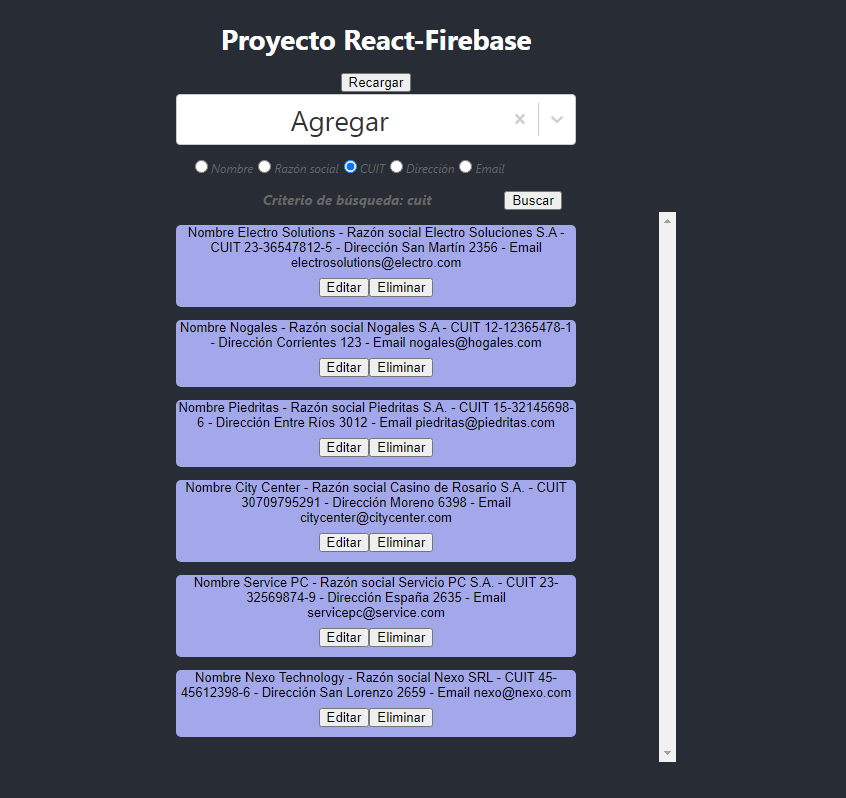 Proyecto React-Firebase
Recargar
Agregar
Nombre Razón social CUIT Dirección Email
Criterio de búsqueda: cuit Buscar
Nombre Electro Solutions - Razón social Electro Soluciones S.A -
CUIT 23-36547812-5 - Dirección San Martín 2356 - Email
electrosolutions@electro.com
Editar Eliminar
Nombre Nogales - Razón social Nogales S.A - CUIT 12-12365478-1
- Dirección Corrientes 123 - Email nogales@hogales.com
Editar Eliminar
Nombre Piedritas - Razón social Piedritas S.A. - CUIT 15-32145698-
6 - Dirección Entre Ríos 3012 - Email piedritas@piedritas.com
Editar Eliminar
Nombre City Center - Razón social Casino de Rosario S.A. - CUIT
30709795291 - Dirección Moreno 6398 - Email
citycenter@citycenter.com
Editar Eliminar
Nombre Service PC - Razón social Servicio PC S.A. - CUIT 23-
32569874-9 - Dirección España 2635 - Email
servicepc@service.com
Editar Eliminar
Nombre Nexo Technology - Razón social Nexo SRL - CUIT 45-
45612398-6 - Dirección San Lorenzo 2659 - Email nexo@nexo.com
Editar Eliminar